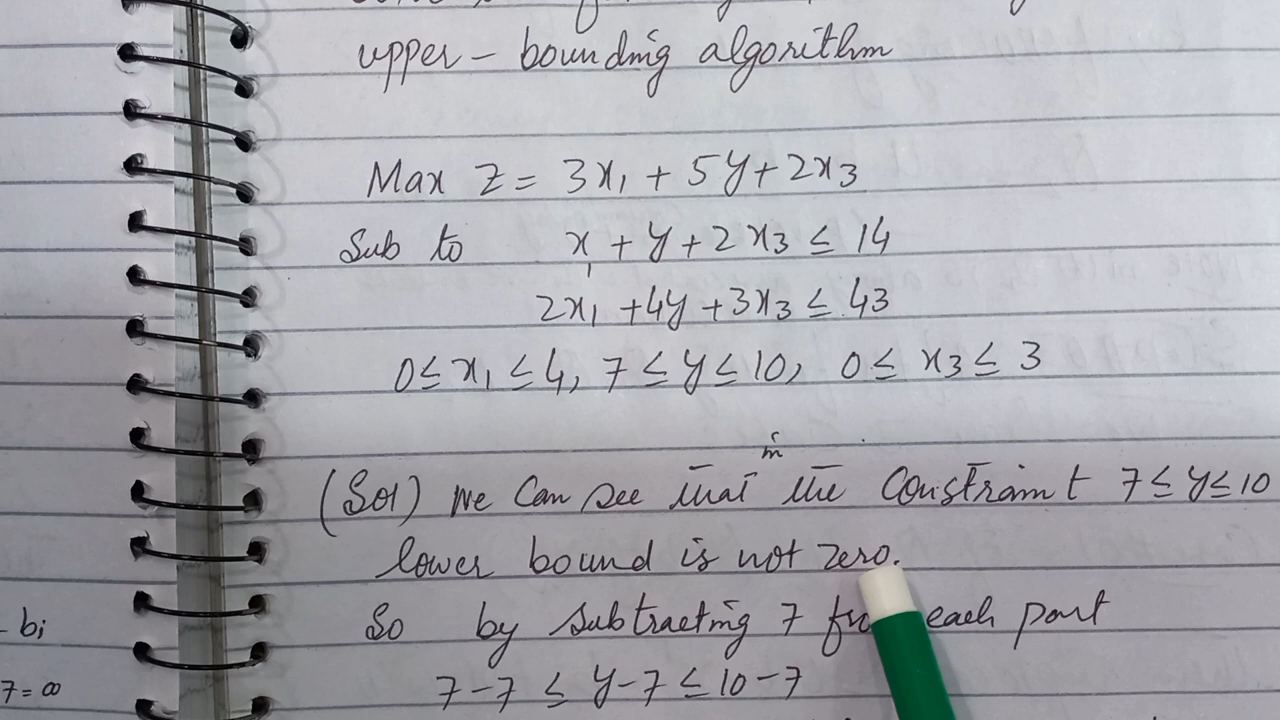 upper - bounding algorithm
Max Z = 3x₁ + 5y + 2x₃
Sub to x₁ + y + 2x₃ ≤ 14
2x₁ + 4y + 3x₃ ≤ 43
0 ≤ x₁ ≤ 4, 7 ≤ y ≤ 10, 0 ≤ x₃ ≤ 3
(Sol) We Can see that in the Constraint 7 ≤ y ≤ 10
lower bound is not zero.
So by subtracting 7 each part
7-7 ≤ y-7 ≤ 10-7
- bi
7 = ∞